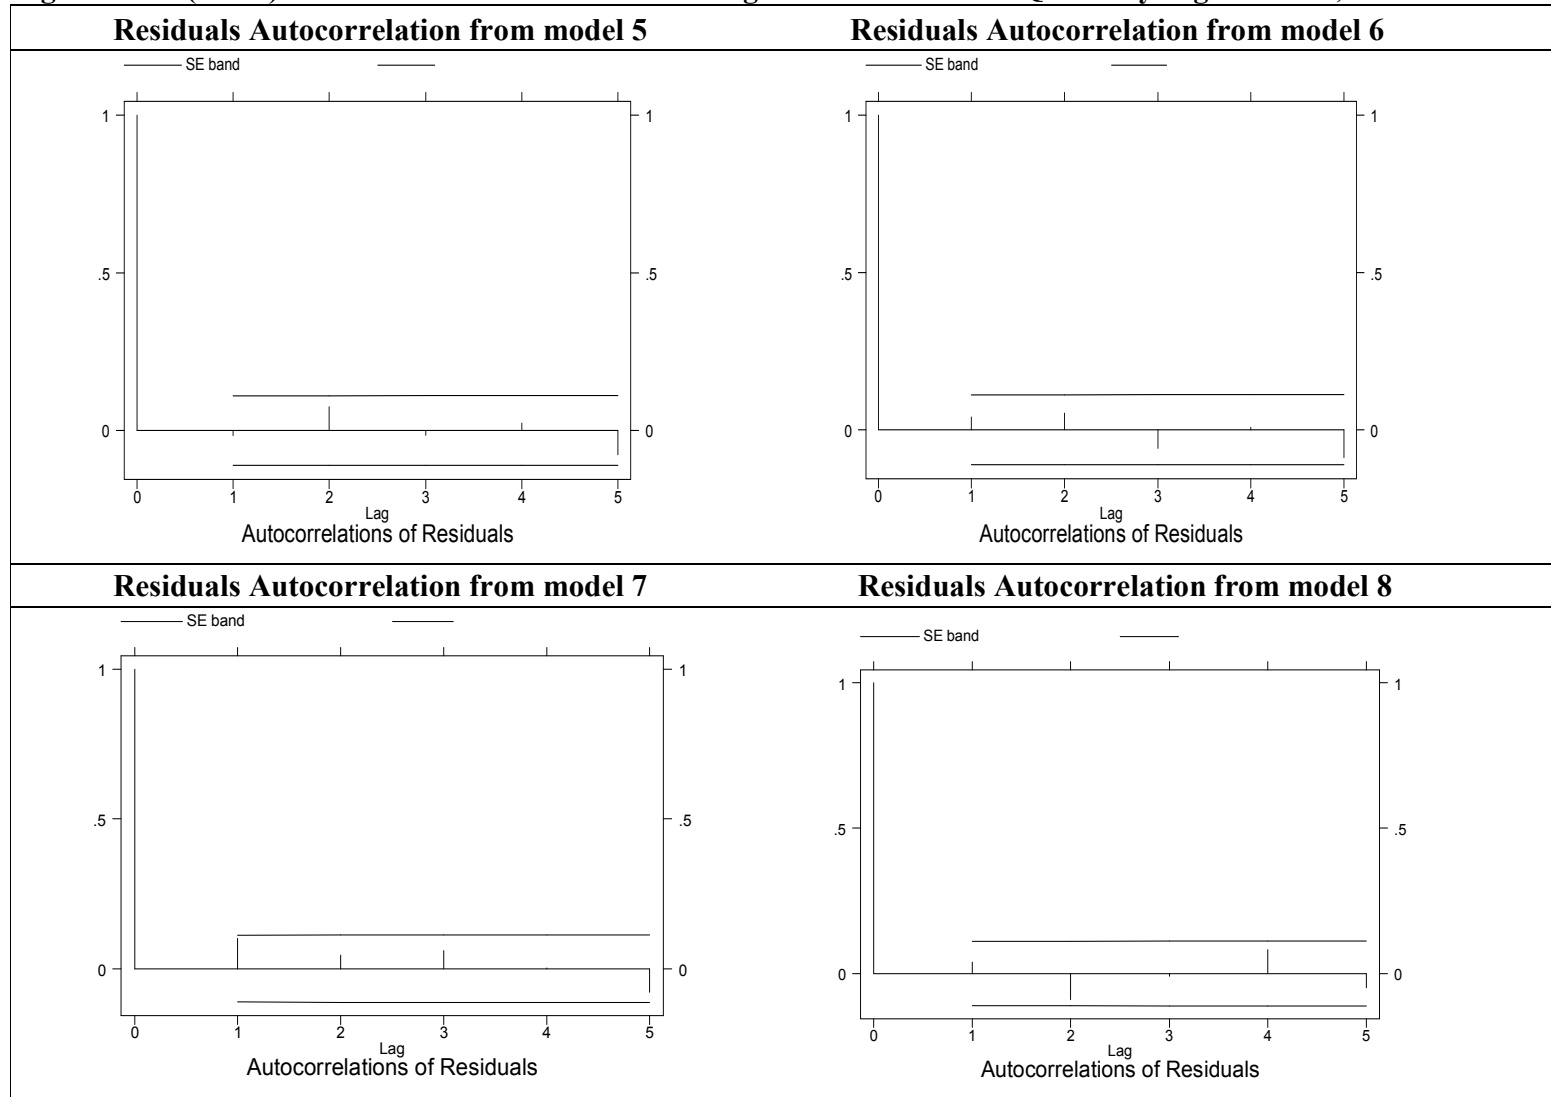 Residuals Autocorrelation from model 5
Residuals Autocorrelation from model 6
SE band
1
1
.5
.5
0
0
0 1 2 3 4 5
Lag
Autocorrelations of Residuals
SE band
1
1
.5
.5
0
0
0 1 2 3 4 5
Lag
Autocorrelations of Residuals
Residuals Autocorrelation from model 7
Residuals Autocorrelation from model 8
SE band
1
1
.5
.5
0
0
0 1 2 3 4 5
Lag
Autocorrelations of Residuals
SE band
1
1
.5
.5
0
0
0 1 2 3 4 5
Lag
Autocorrelations of Residuals